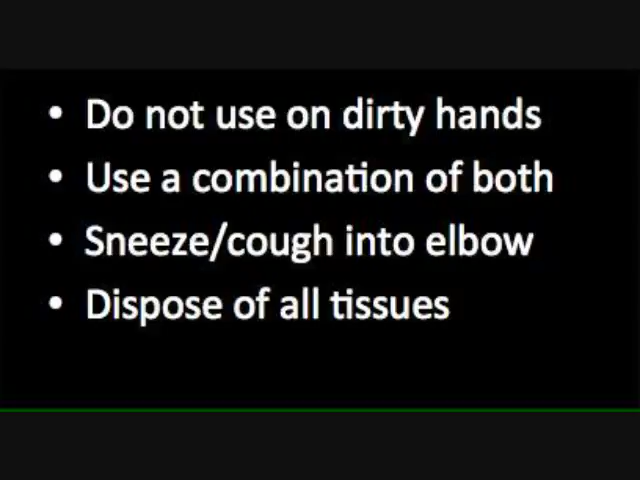 • Do not use on dirty hands
• Use a combination of both
• Sneeze/cough into elbow
• Dispose of all tissues